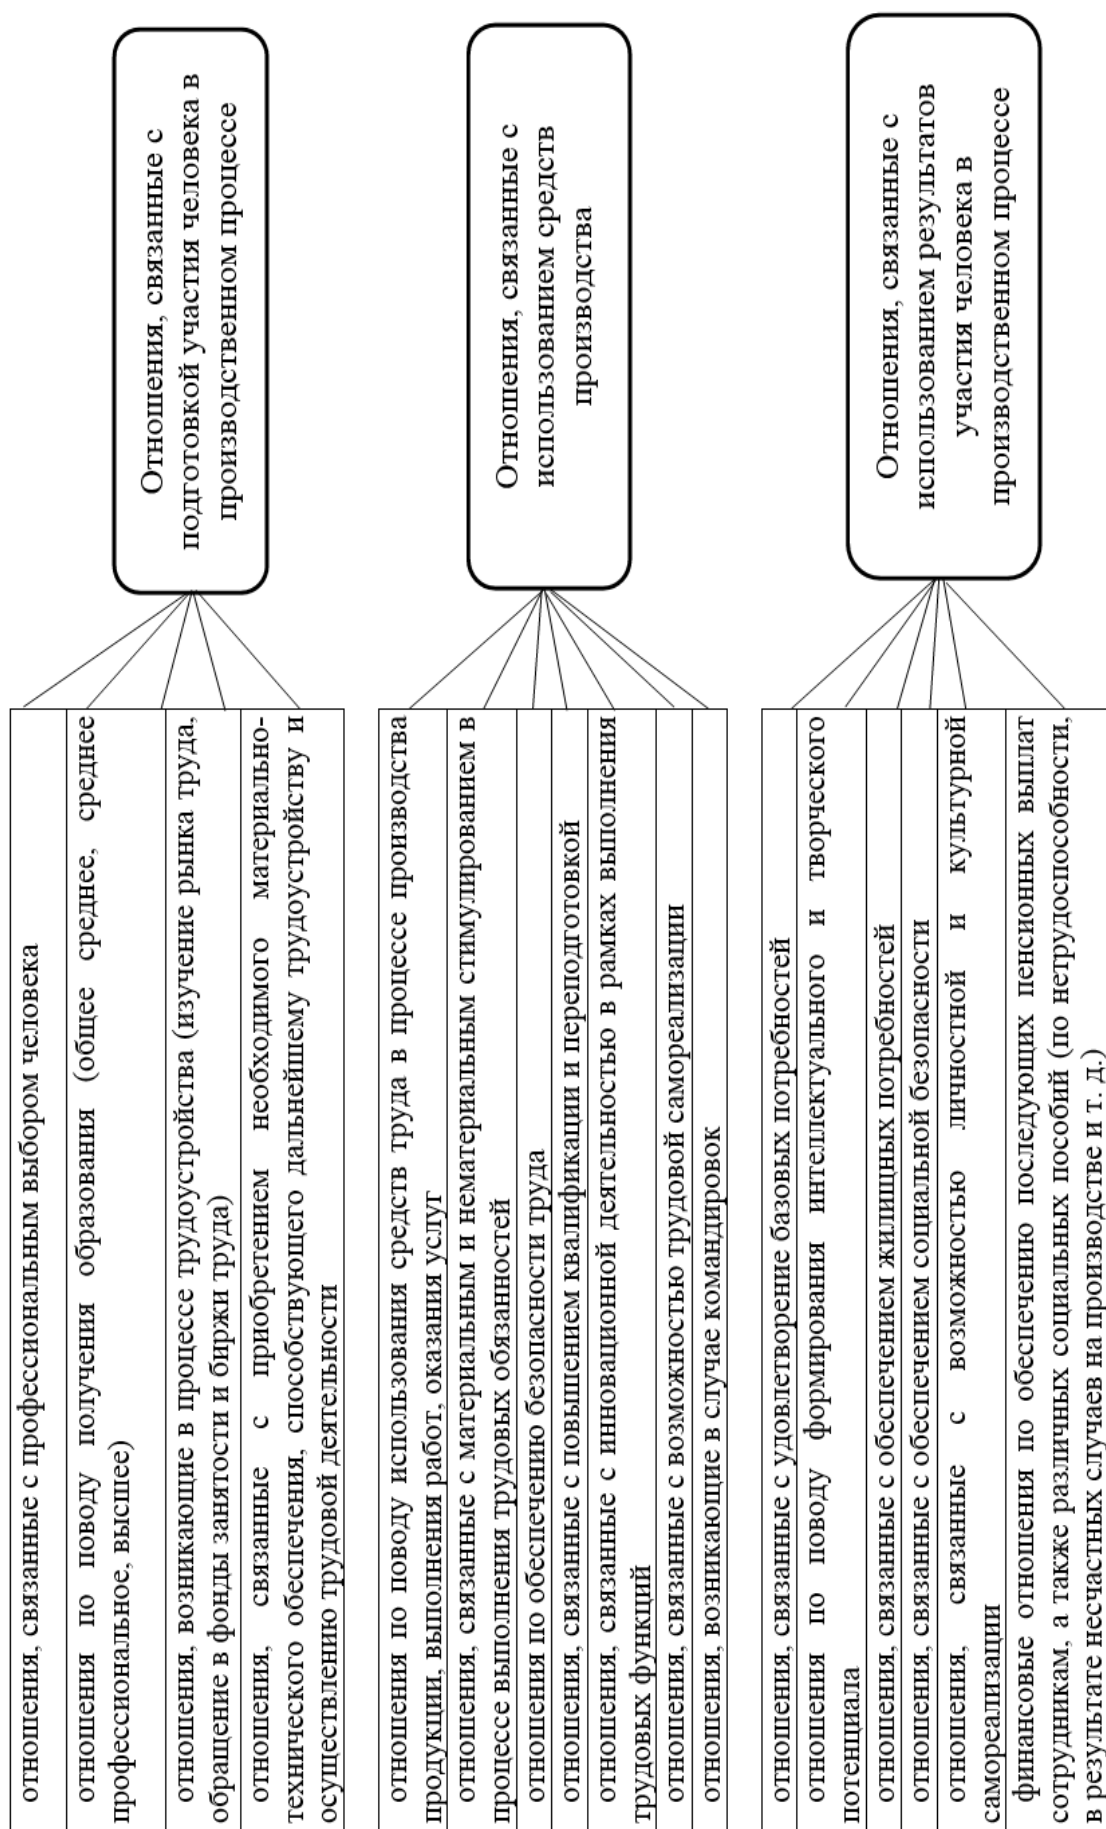 Отношения, связанные с
подготовкой участия человека в
производственном процессе
отношения, связанные с профессиональным выбором человека
отношения по поводу получения образования (общее среднее, среднее
профессиональное, высшее)
отношения, возникающие в процессе трудоустройства (изучение рынка труда,
обращение в фонды занятости и биржи труда)
отношения, связанные с приобретением необходимого материально-
технического обеспечения, способствующего дальнейшему трудоустройству и
осуществлению трудовой деятельности
Отношения, связанные с
использованием средств
производства
отношения по поводу использования средств труда в процессе производства
продукции, выполнения работ, оказания услуг
отношения, связанные с материальным и нематериальным стимулированием в
процессе выполнения трудовых обязанностей
отношения по обеспечению безопасности труда
отношения, связанные с повышением квалификации и переподготовкой
отношения, связанные с инновационной деятельностью в рамках выполнения
трудовых функций
отношения, связанные с возможностью трудовой самореализации
отношения, возникающие в случае командировок
Отношения, связанные с
использованием результатов
участия человека в
производственном процессе
отношения, связанные с удовлетворение базовых потребностей
отношения по поводу формирования интеллектуального и творческого
потенциала
отношения, связанные с обеспечением жилищных потребностей
отношения, связанные с обеспечением социальной безопасности
отношения, связанные с возможностью личностной и культурной
самореализации
финансовые отношения по обеспечению последующих пенсионных выплат
сотрудникам, а также различных социальных пособий (по нетрудоспособности,
в результате несчастных случаев на производстве и т. д.)